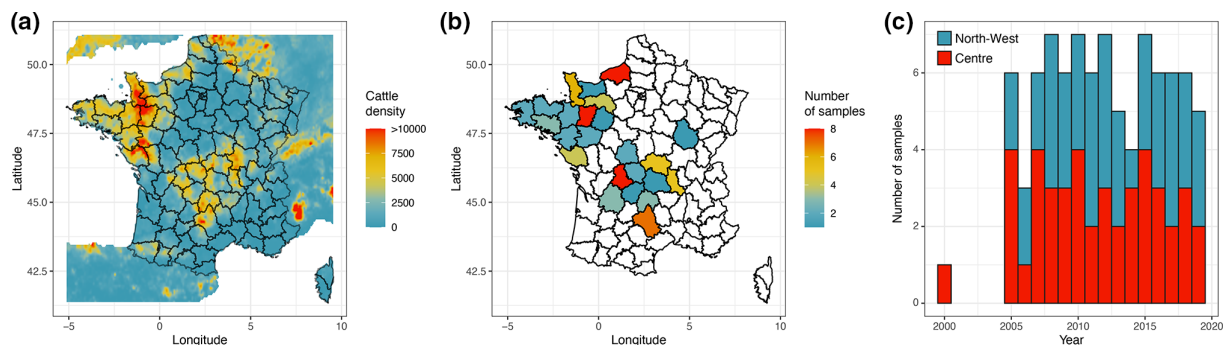 (a)
50.0
47.5
45.0
42.5
Latitude
−5
0
5
10
Longitude
Cattle
density
>10000
7500
5000
2500
0
(b)
50.0
47.5
45.0
42.5
Latitude
−5
0
5
10
Longitude
Number
of samples
8
6
4
2
(c)
North-West
Centre
6
4
2
0
Number of samples
2000
2005
2010
2015
2020
Year